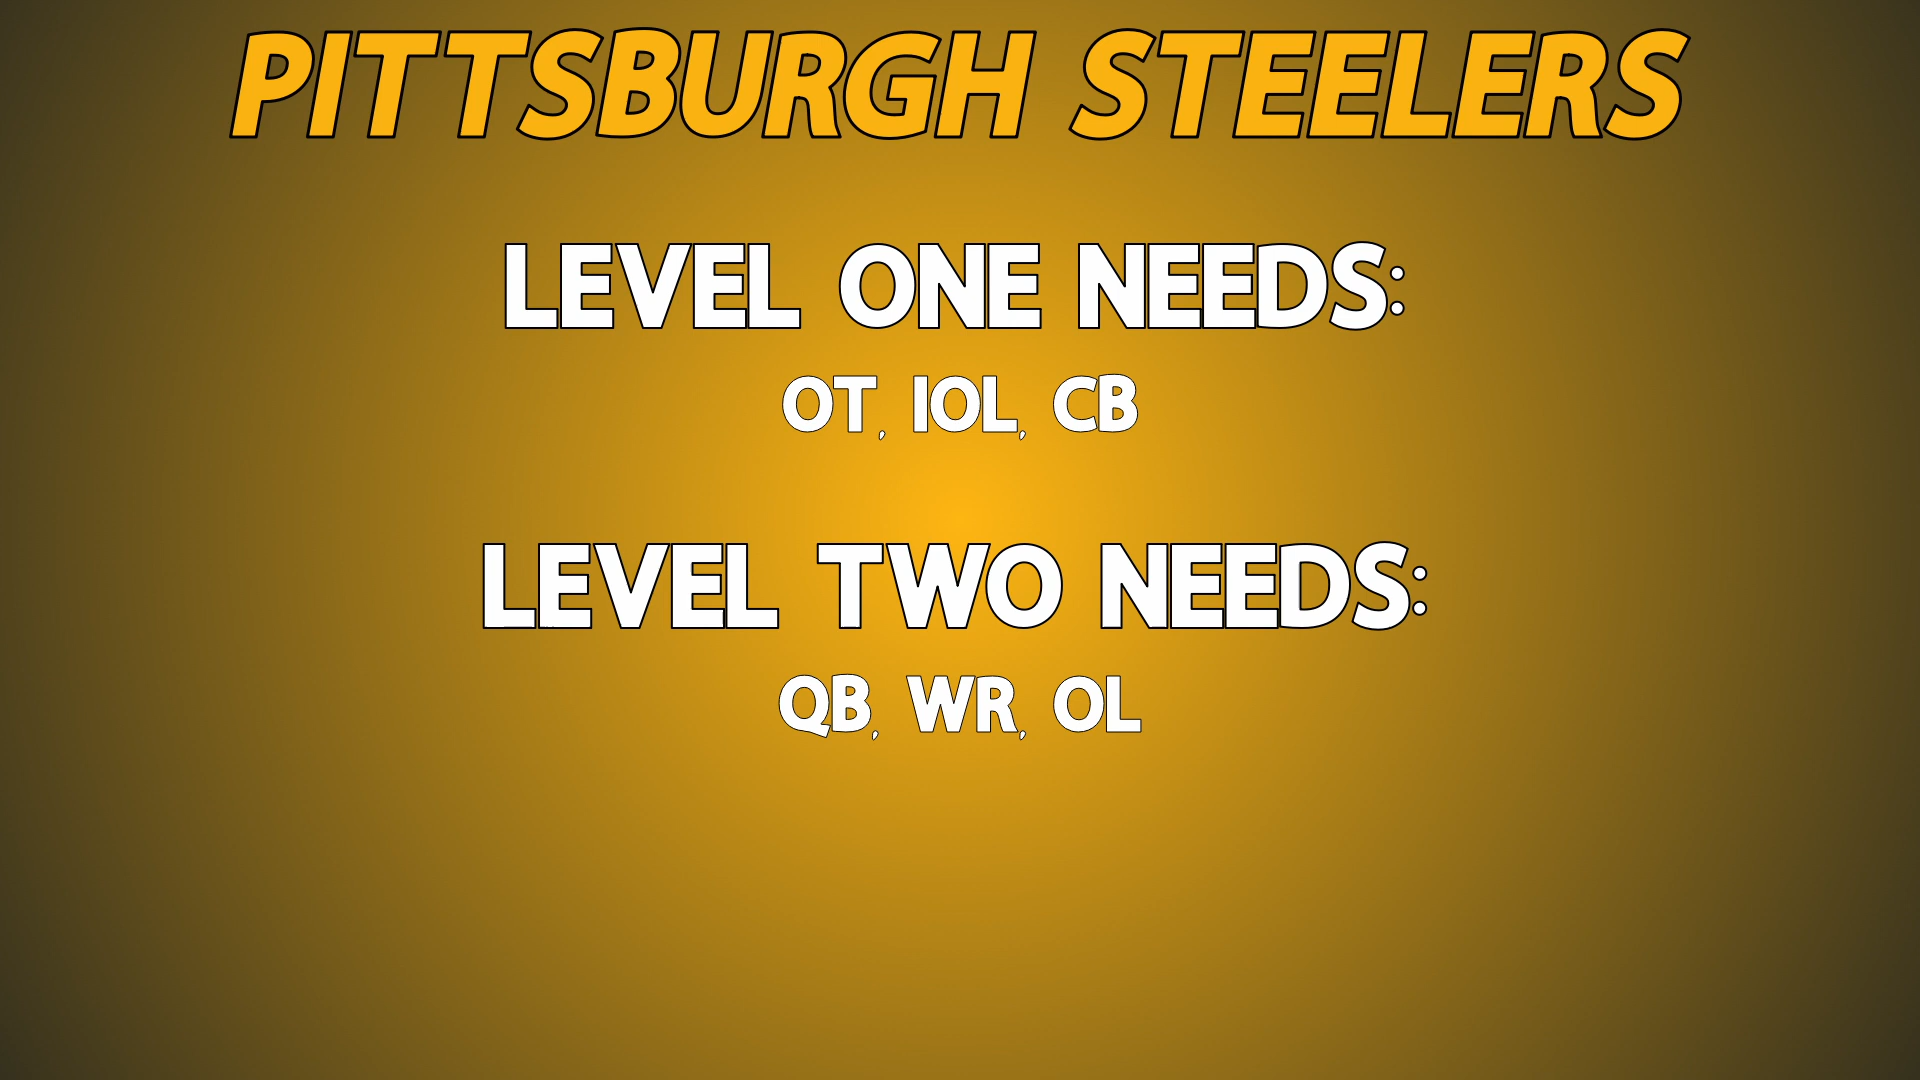 PITTSBURGH STEELERS
LEVEL ONE NEEDS:
OT, IOL, CB
LEVEL TWO NEEDS:
QB, WR, OL